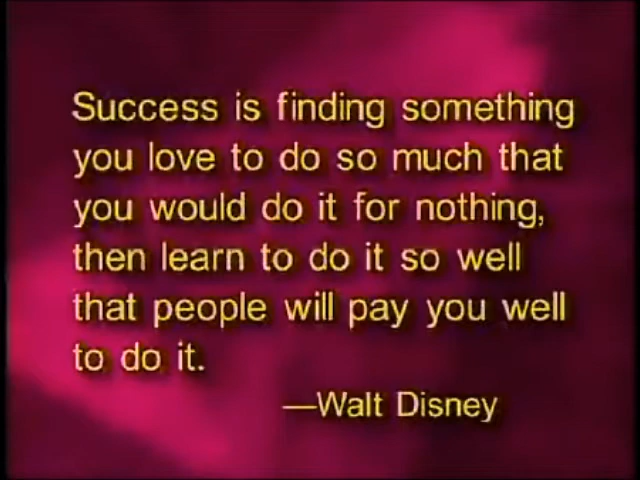 Success is finding something
you love to do so much that
you would do it for nothing,
then learn to do it so well
that people will pay you well
to do it.
—Walt Disney